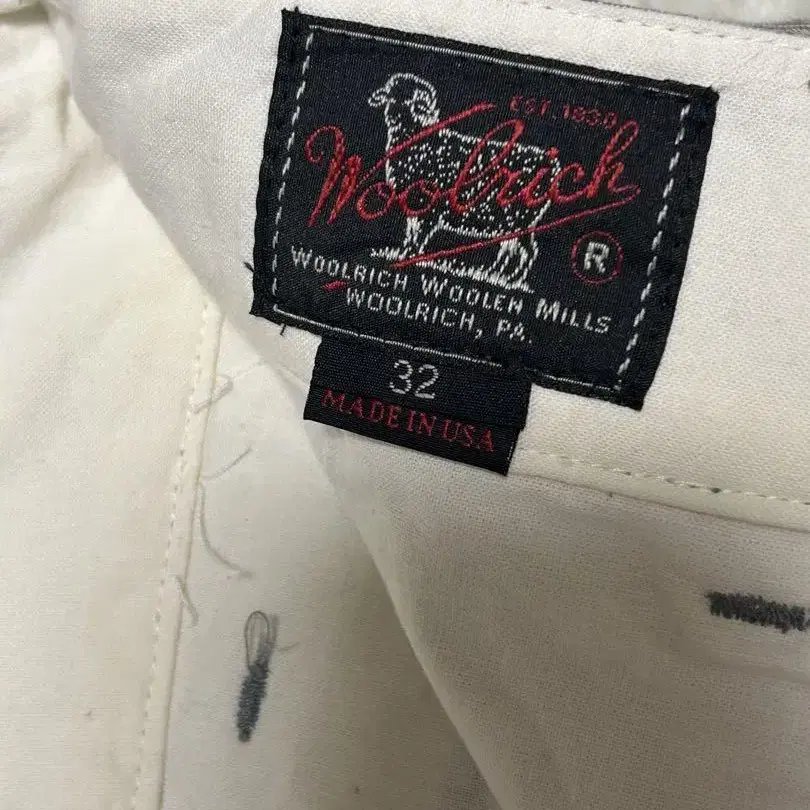 EST. 1830
Woolrich
R
WOOLRICH WOOLEN MILLS
WOOLRICH, PA.
32
MADE IN USA